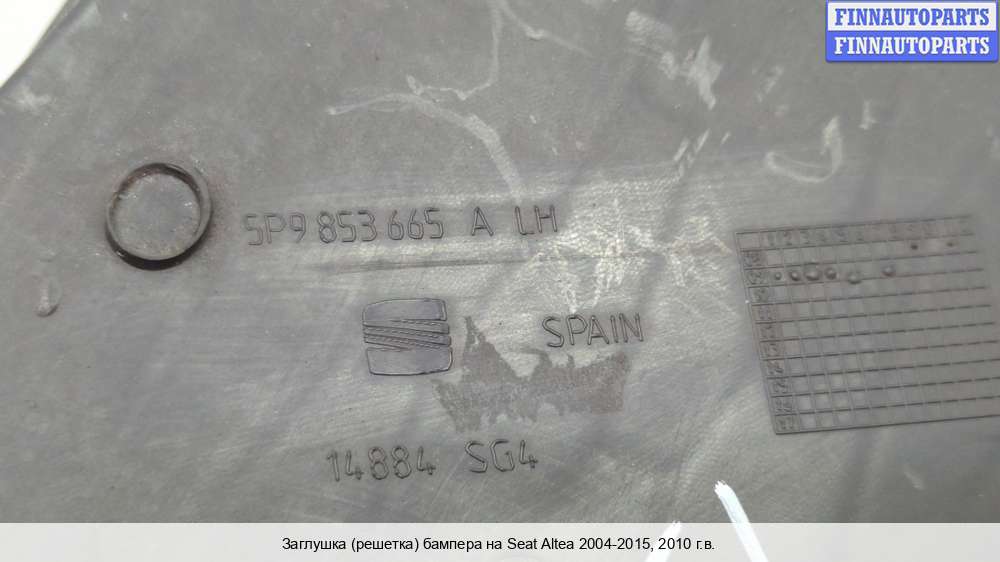 FINNAUTOPARTS
FINNAUTOPARTS
5P9 853 665 A LH
SPAIN
14884 SG4
Заглушка (решетка) бампера на Seat Altea 2004-2015, 2010 г.в.